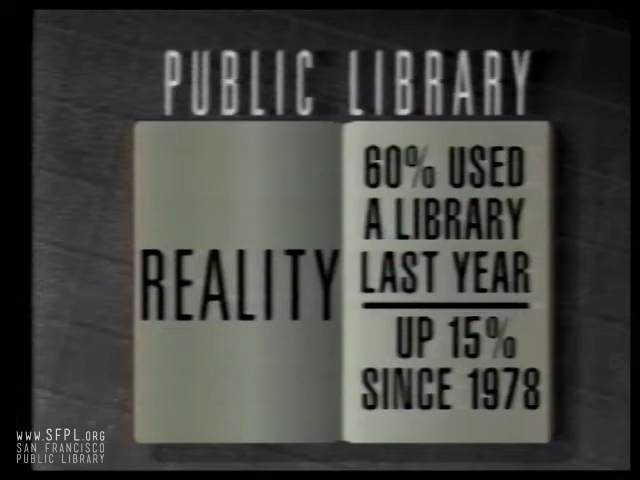 PUBLIC LIBRARY
REALITY
60% USED
A LIBRARY
LAST YEAR
UP 15%
SINCE 1978
WWW.SFPL.ORG
SAN FRANCISCO
PUBLIC LIBRARY